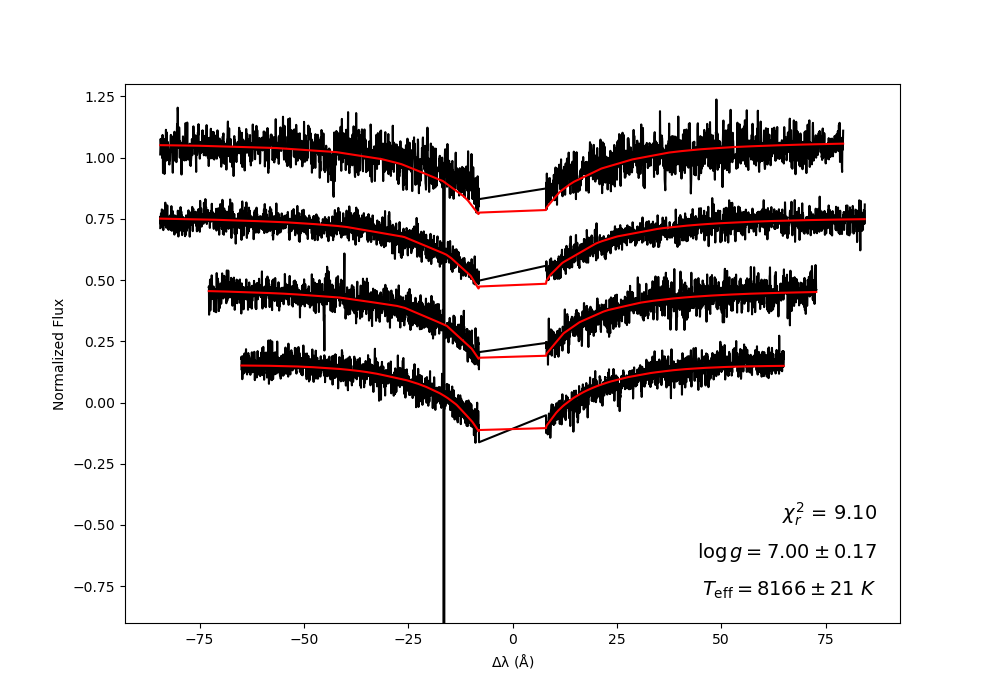 1.25
1.00
0.75
0.50
0.25
0.00
−0.25
−0.50
−0.75
Normalized Flux
χ²ᵣ = 9.10
log g = 7.00 ± 0.17
T_eff = 8166 ± 21 K
−75 −50 −25 0 25 50 75
Δλ (Å)